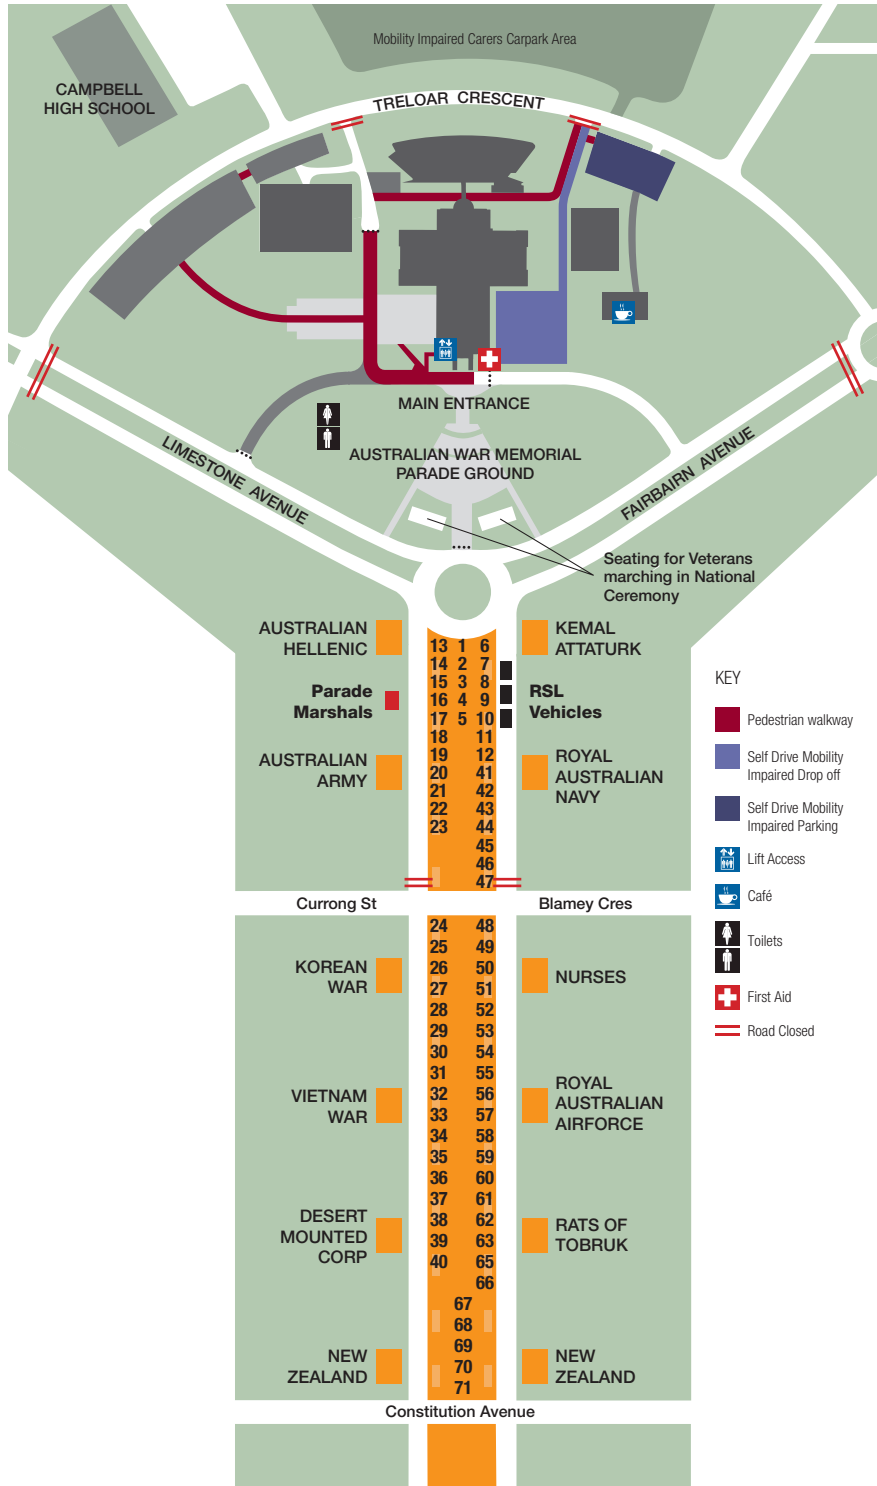 Mobility Impaired Carers Carpark Area
CAMPBELL
HIGH SCHOOL
TRELOAR CRESCENT
MAIN ENTRANCE
AUSTRALIAN WAR MEMORIAL
PARADE GROUND
LIMESTONE AVENUE
FAIRBAIRN AVENUE
Seating for Veterans
marching in National
Ceremony
AUSTRALIAN
HELLENIC
KEMAL
ATTATURK
Parade
Marshals
RSL
Vehicles
AUSTRALIAN
ARMY
ROYAL
AUSTRALIAN
NAVY
13 1 6
14 2 7
15 3 8
16 4 9
17 5 10
18 11
19 12
20 41
21 42
22 43
23 44
45
46
47
Currong St
Blamey Cres
24 48
25 49
26 50
27 51
28 52
29 53
30 54
31 55
32 56
33 57
34 58
35 59
36 60
37 61
38 62
39 63
40 65
66
67
68
69
70
71
KOREAN
WAR
NURSES
VIETNAM
WAR
ROYAL
AUSTRALIAN
AIRFORCE
DESERT
MOUNTED
CORP
RATS OF
TOBRUK
NEW
ZEALAND
NEW
ZEALAND
Constitution Avenue
KEY
Pedestrian walkway
Self Drive Mobility
Impaired Drop off
Self Drive Mobility
Impaired Parking
Lift Access
Café
Toilets
First Aid
Road Closed